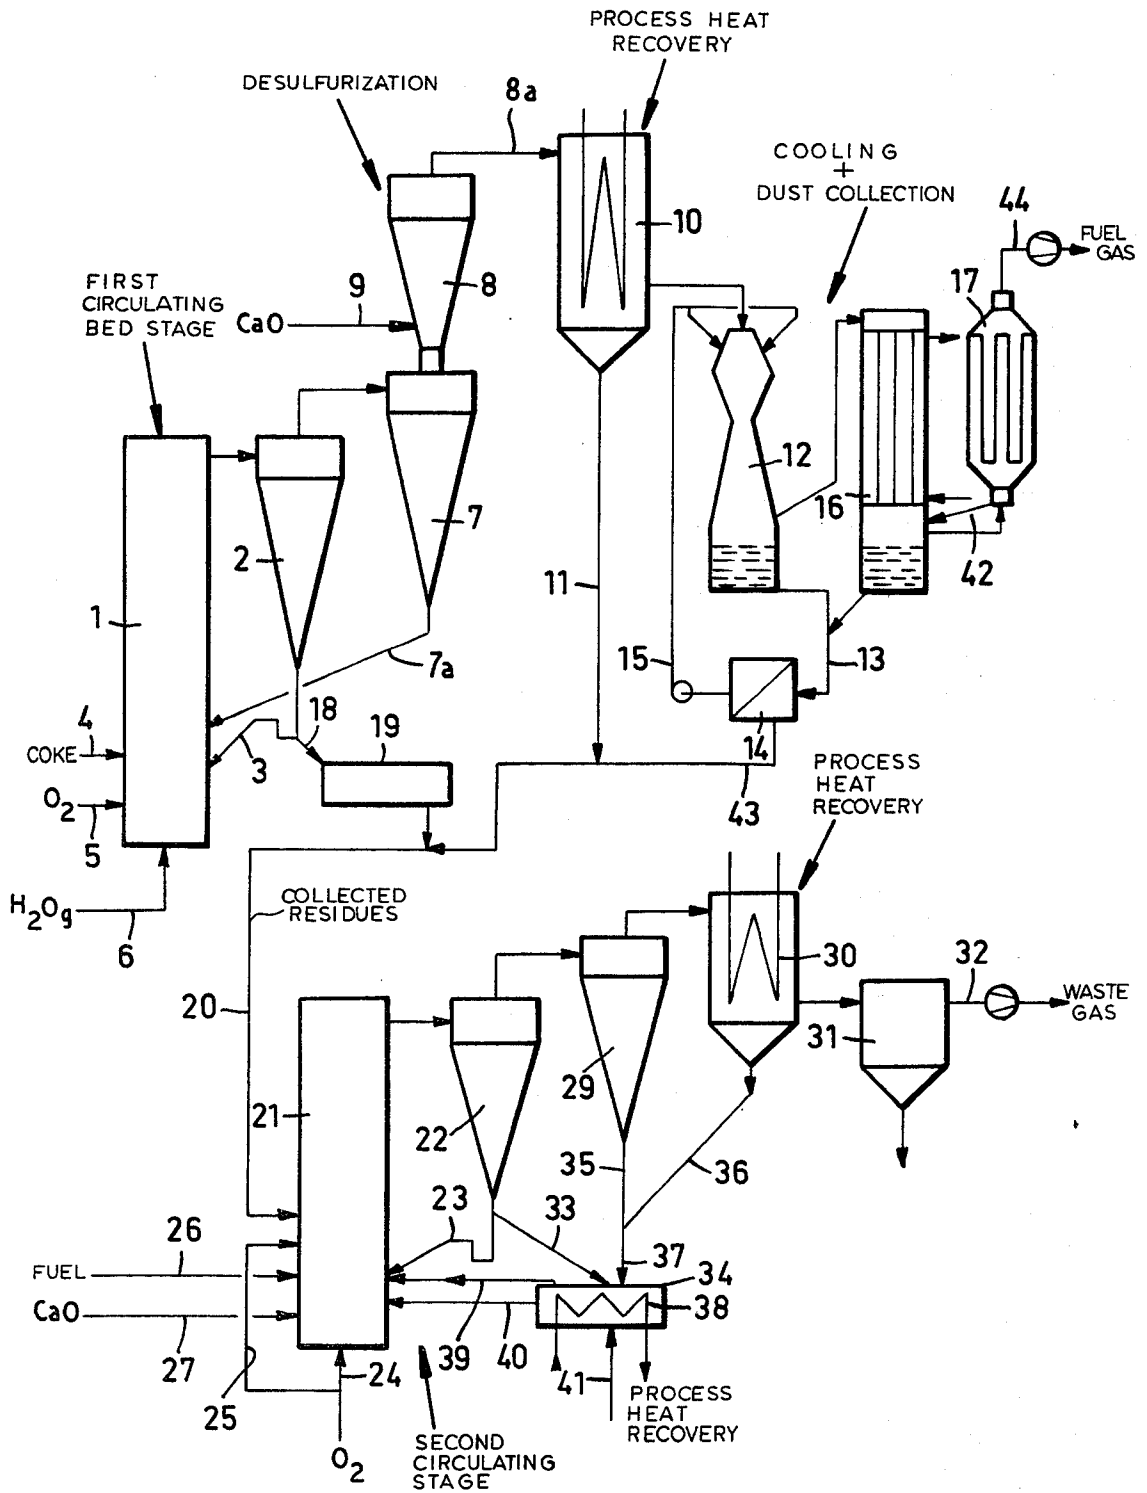 PROCESS HEAT
RECOVERY
DESULFURIZATION
8a
COOLING
+
DUST COLLECTION
44
FUEL
GAS
10
17
FIRST
CIRCULATING
BED STAGE
9
8
CaO
12
16
7
2
42
11
1
15
13
7a
4
18
19
14
COKE
3
O2
5
43
PROCESS
HEAT
RECOVERY
H2Og
6
COLLECTED
RESIDUES
20
30
32
WASTE
GAS
31
29
21
22
35
36
23
33
26
37
34
FUEL
38
CaO
27
39
40
24
41
25
PROCESS
HEAT
RECOVERY
O2
SECOND
CIRCULATING
STAGE